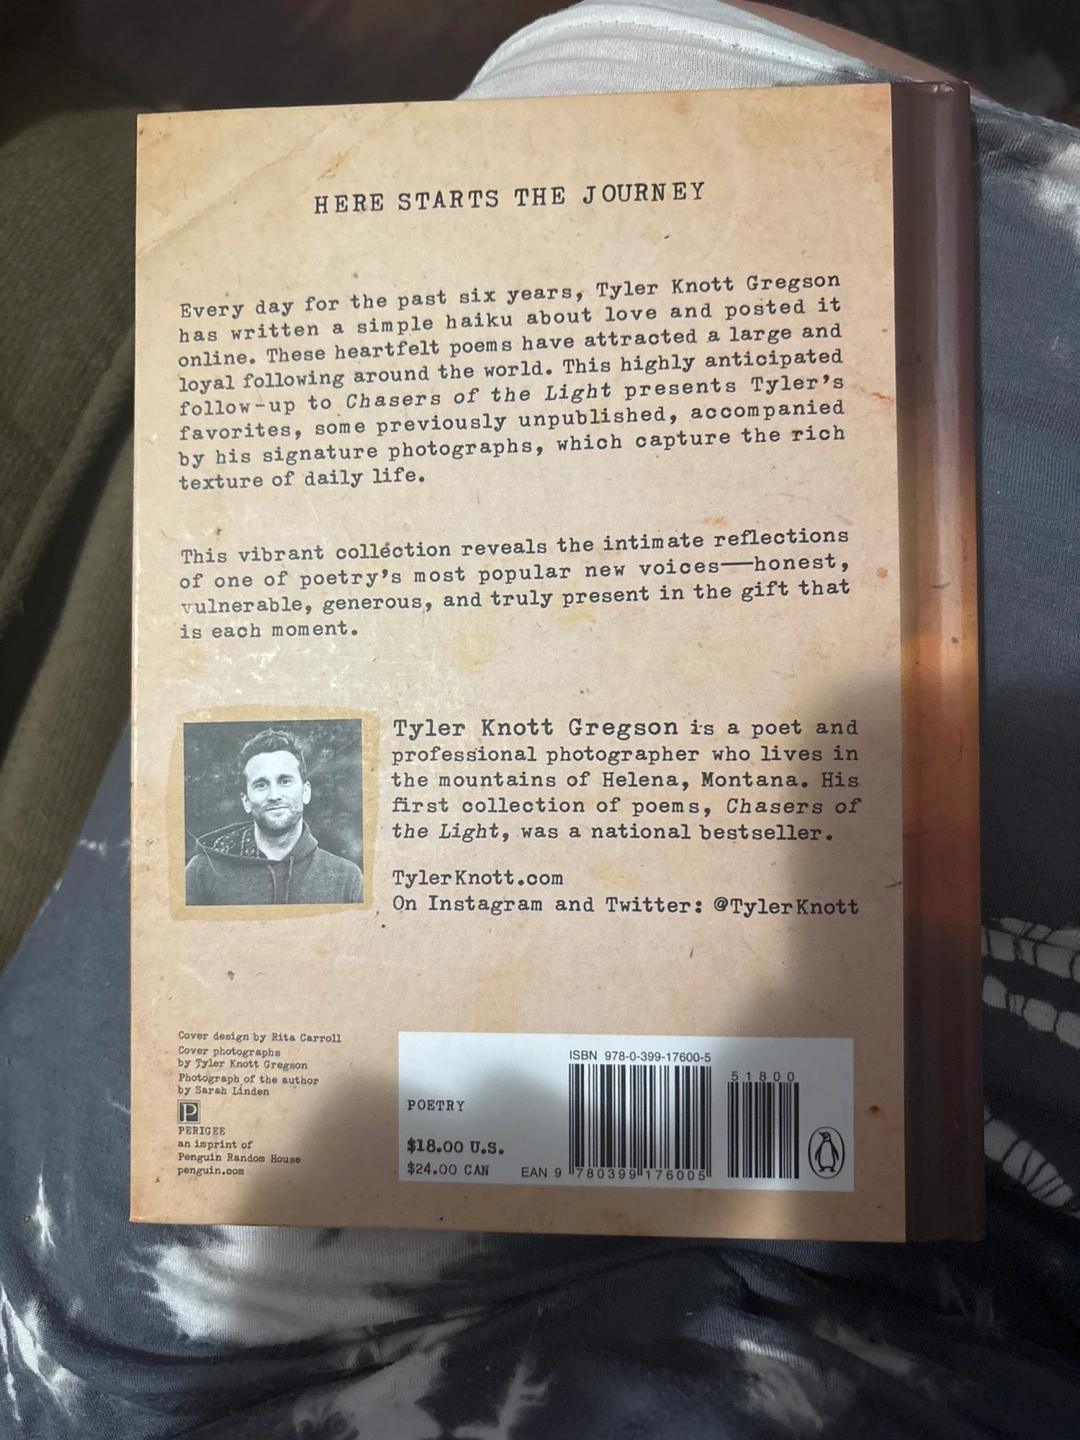 HERE STARTS THE JOURNEY
Every day for the past six years, Tyler Knott Gregson
has written a simple haiku about love and posted it
online. These heartfelt poems have attracted a large and
loyal following around the world. This highly anticipated
follow-up to Chasers of the Light presents Tyler's
favorites, some previously unpublished, accompanied
by his signature photographs, which capture the rich
texture of daily life.
This vibrant collection reveals the intimate reflections
of one of poetry's most popular new voices—honest,
vulnerable, generous, and truly present in the gift that
is each moment.
Tyler Knott Gregson is a poet and
professional photographer who lives in
the mountains of Helena, Montana. His
first collection of poems, Chasers of
the Light, was a national bestseller.
TylerKnott.com
On Instagram and Twitter: @TylerKnott
Cover design by Rita Carroll
Cover photographs
by Tyler Knott Gregson
Photograph of the author
by Sarah Linden
P
PERIGEE
an imprint of
Penguin Random House
penguin.com
POETRY
$18.00 U.S.
$24.00 CAN
ISBN 978-0-399-17600-5
51800
EAN 9 780399 176005